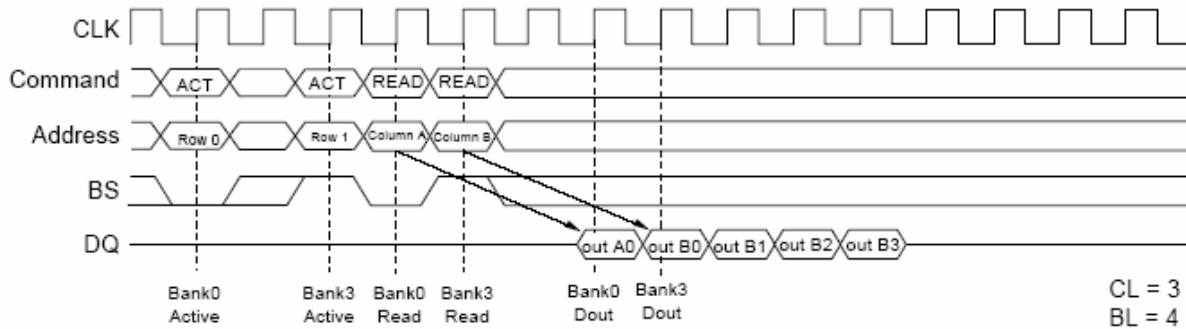 CLK
Command ACT ACT READ READ
Address Row 0 Row 1 Column A Column B
BS
DQ out A0 out B0 out B1 out B2 out B3
Bank0 Active
Bank3 Active
Bank0 Read
Bank3 Read
Bank0 Dout
Bank3 Dout
CL = 3
BL = 4